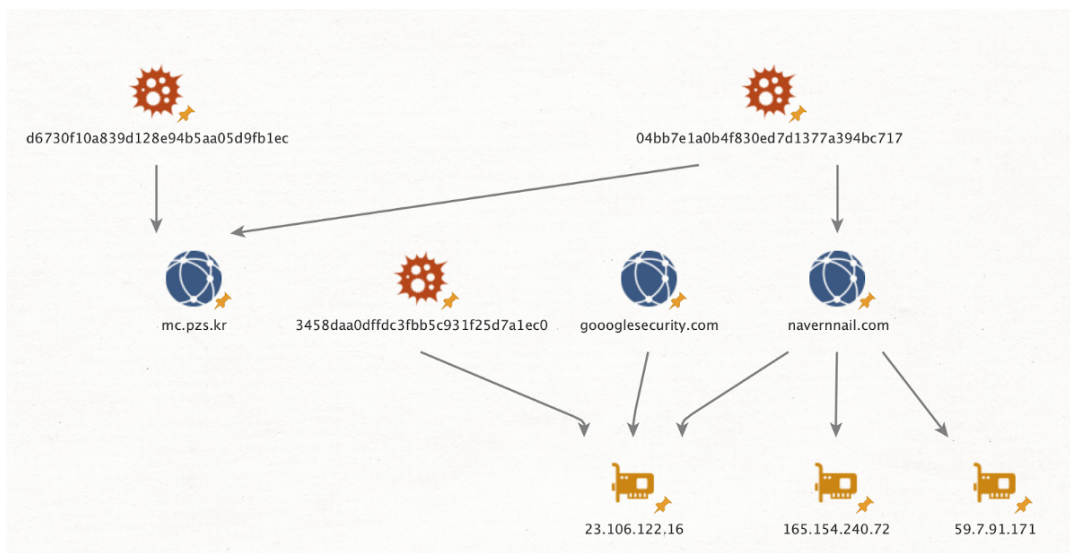 d6730f10a839d128e94b5aa05d9fb1ec
04bb7e1a0b4f830ed7d1377a394bc717
mc.pzs.kr
3458daa0dffdc3fbb5c931f25d7a1ec0
goooglesecurity.com
navernnail.com
23.106.122.16
165.154.240.72
59.7.91.171